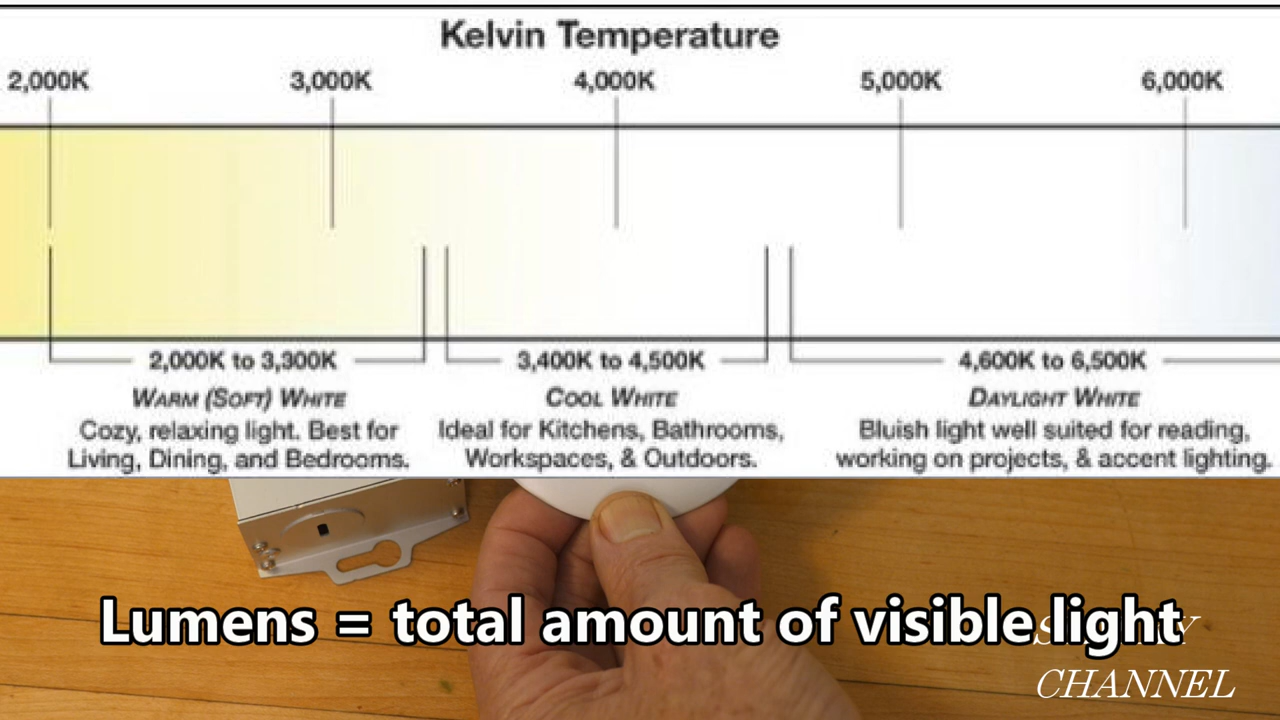 Kelvin Temperature
2,000K 3,000K 4,000K 5,000K 6,000K
2,000K to 3,300K 3,400K to 4,500K 4,600K to 6,500K
WARM (SOFT) WHITE COOL WHITE DAYLIGHT WHITE
Cozy, relaxing light. Best for Ideal for Kitchens, Bathrooms, Bluish light well suited for reading,
Living, Dining, and Bedrooms. Workspaces, & Outdoors. working on projects, & accent lighting.
Lumens = total amount of visible light
CHANNEL